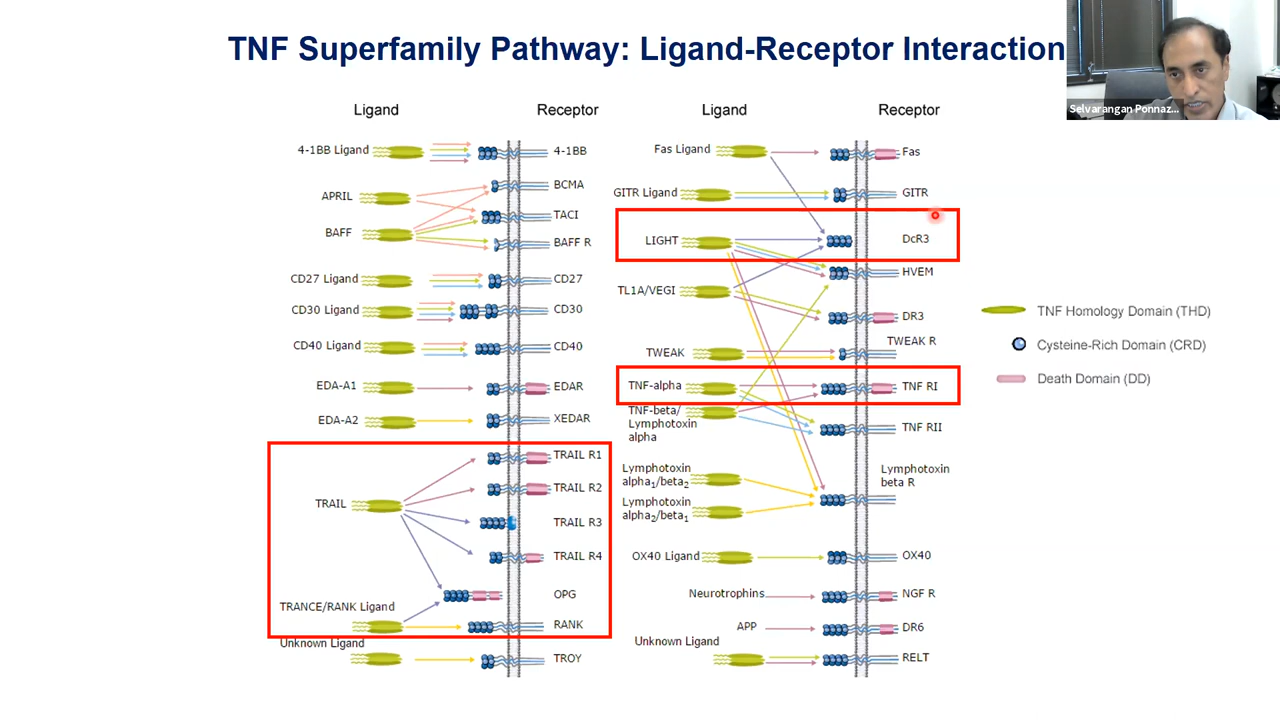 TNF Superfamily Pathway: Ligand-Receptor Interaction
Selvarangan Ponnaz...
Ligand
Receptor
4-1BB Ligand
4-1BB
APRIL
BCMA
TACI
BAFF
BAFF R
CD27 Ligand
CD27
CD30 Ligand
CD30
CD40 Ligand
CD40
EDA-A1
EDAR
EDA-A2
XEDAR
TRAIL
TRAIL R1
TRAIL R2
TRAIL R3
TRAIL R4
OPG
TRANCE/RANK Ligand
RANK
Unknown Ligand
TROY
Ligand
Receptor
Fas Ligand
Fas
GITR Ligand
GITR
LIGHT
DcR3
HVEM
TL1A/VEGI
DR3
TWEAK R
TWEAK
TNF-alpha
TNF RI
TNF-beta/
Lymphotoxin
alpha
TNF RII
Lymphotoxin
alpha1/beta2
Lymphotoxin
beta R
Lymphotoxin
alpha2/beta1
OX40 Ligand
OX40
Neurotrophins
NGF R
APP
DR6
Unknown Ligand
RELT
TNF Homology Domain (THD)
Cysteine-Rich Domain (CRD)
Death Domain (DD)